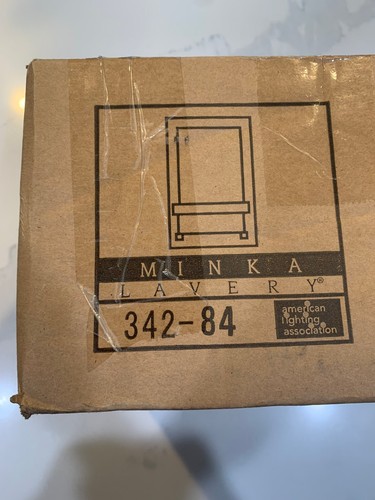 MINKA
LAVERY®
342-84
american
lighting
association